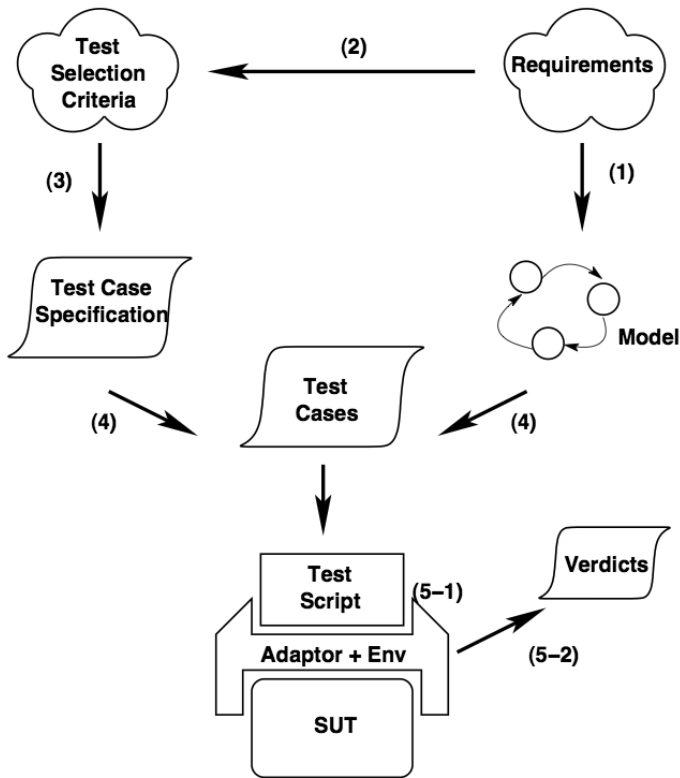 Test
Selection
Criteria
(2)
Requirements
(3)
(1)
Test Case
Specification
Model
Test
Cases
(4)
(4)
Test
Script
(5–1)
Verdicts
Adaptor + Env
(5–2)
SUT